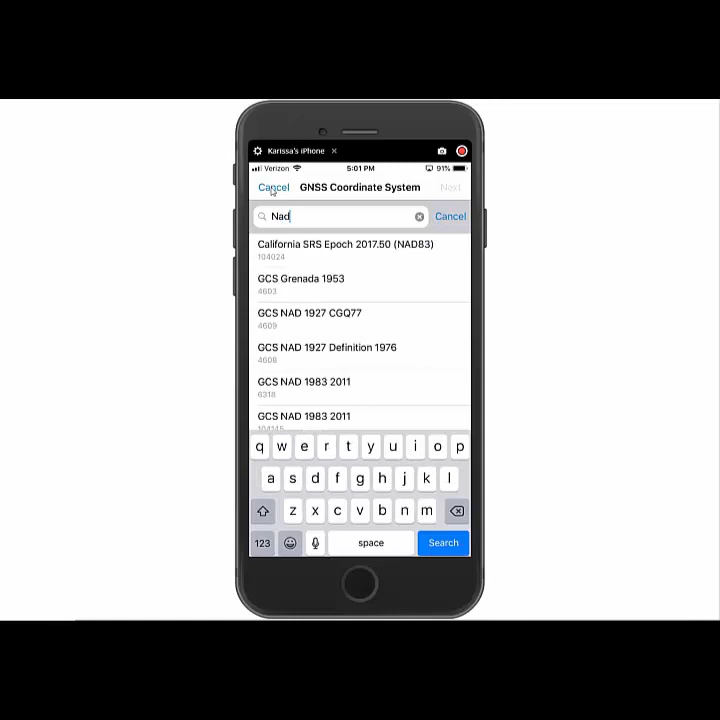 Karissa's iPhone ×
Verizon 5:01 PM 91%
Cancel GNSS Coordinate System Next
Nad Cancel
California SRS Epoch 2017.50 (NAD83)
104024
GCS Grenada 1953
4603
GCS NAD 1927 CGQ77
4609
GCS NAD 1927 Definition 1976
4608
GCS NAD 1983 2011
6318
GCS NAD 1983 2011
104145
q w e r t y u i o p
a s d f g h j k l
z x c v b n m
123 space Search